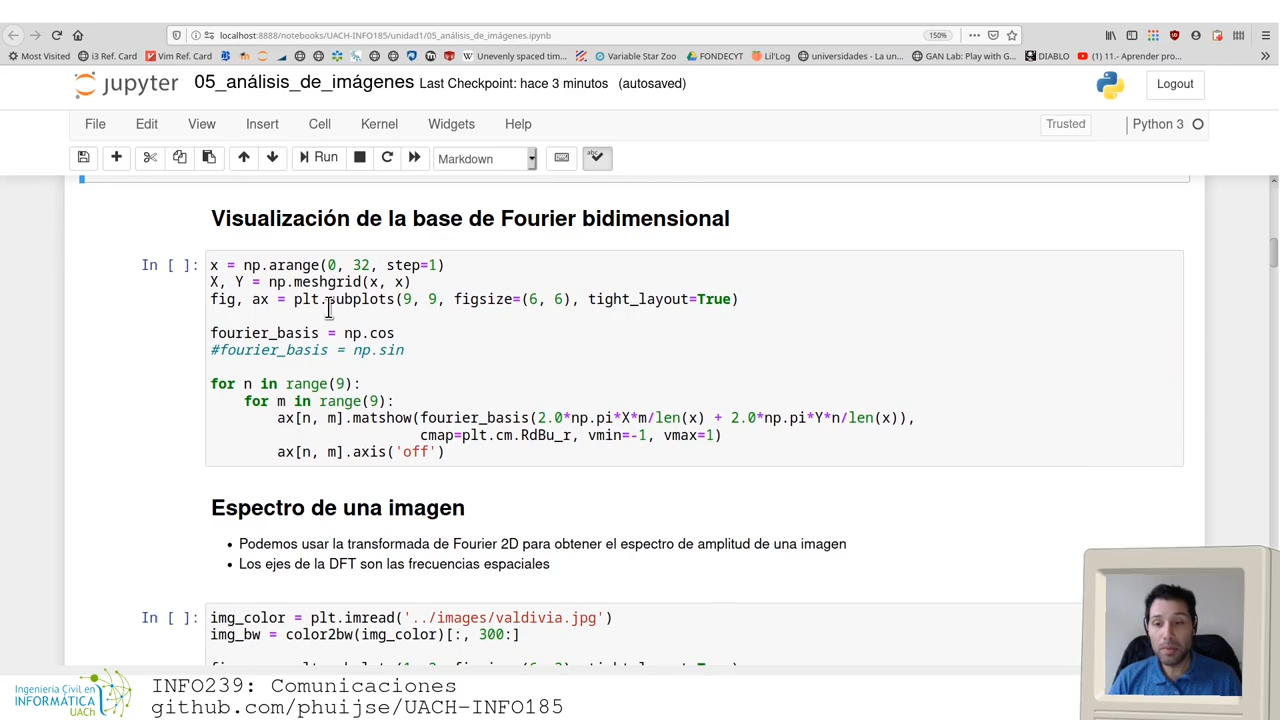 localhost:8888/notebooks/UACH-INFO185/unidad1/05_análisis_de_imágenes.ipynb
150%
Most Visited
i3 Ref. Card
Vim Ref. Card
Unevenly spaced tim...
Variable Star Zoo
FONDECYT
Lil'Log
universidades - La un...
GAN Lab: Play with G...
DIABLO
(1) 11.- Aprender pro...
jupyter 05_análisis_de_imágenes Last Checkpoint: hace 3 minutos (autosaved)
Logout
File Edit View Insert Cell Kernel Widgets Help
Trusted
Python 3
Run
Markdown
Visualización de la base de Fourier bidimensional
In [ ]: x = np.arange(0, 32, step=1)
X, Y = np.meshgrid(x, x)
fig, ax = plt.subplots(9, 9, figsize=(6, 6), tight_layout=True)
fourier_basis = np.cos
#fourier_basis = np.sin
for n in range(9):
for m in range(9):
ax[n, m].matshow(fourier_basis(2.0*np.pi*X*m/len(x) + 2.0*np.pi*Y*n/len(x)),
cmap=plt.cm.RdBu_r, vmin=-1, vmax=1)
ax[n, m].axis('off')
Espectro de una imagen
• Podemos usar la transformada de Fourier 2D para obtener el espectro de amplitud de una imagen
• Los ejes de la DFT son las frecuencias espaciales
In [ ]: img_color = plt.imread('../images/valdivia.jpg')
img_bw = color2bw(img_color)[:, 300:]
Ingeniería Civil en
INFORMÁTICA
UACh
INFO239: Comunicaciones
github.com/phuijse/UACH-INFO185